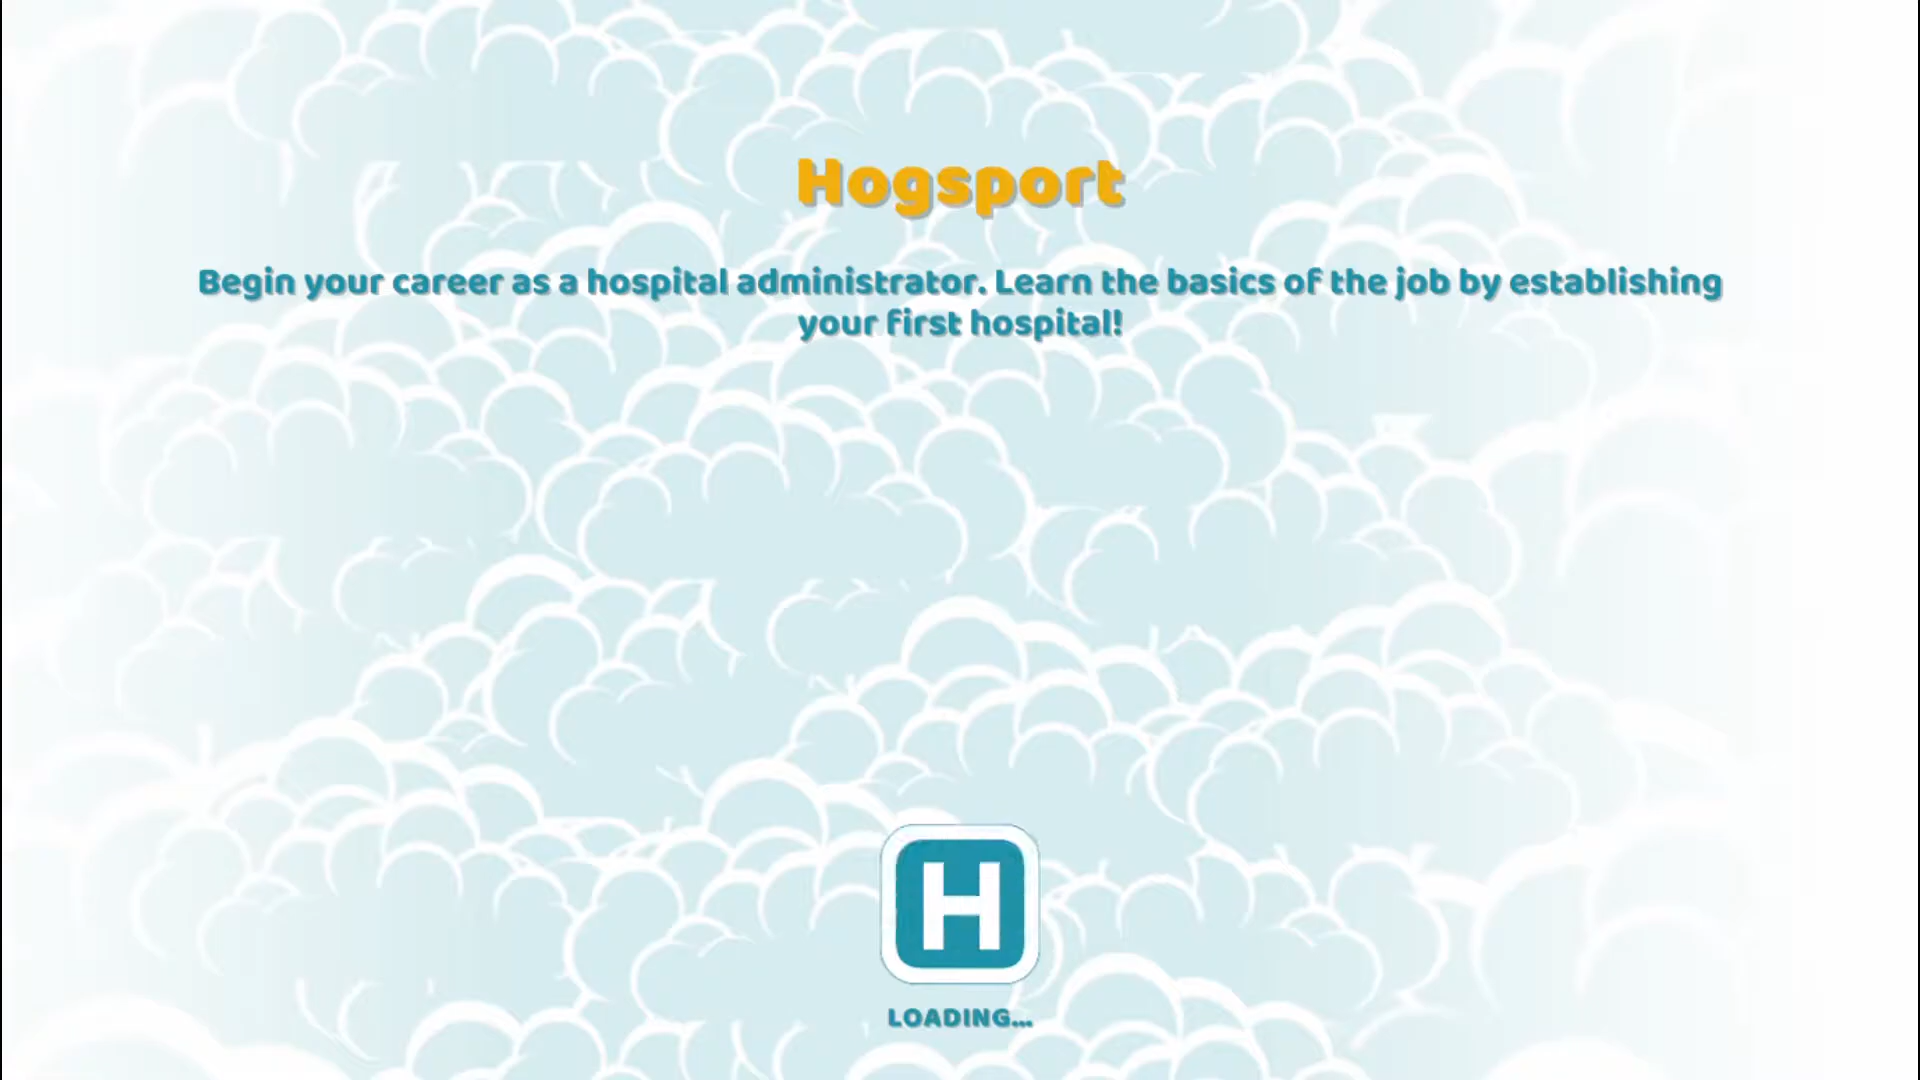 Hogsport
Begin your career as a hospital administrator. Learn the basics of the job by establishing
your first hospital!
H
LOADING...